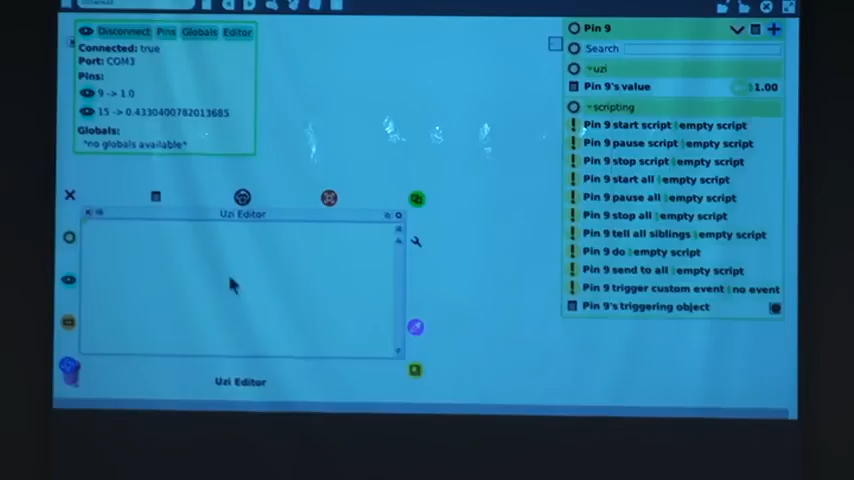 Disconnect Pins Globals Editor
Connected: true
Port: COM3
Pins:
9 -> 1.0
15 -> 0.4330400782013685
Globals:
*no globals available*
Uzi Editor
Uzi Editor
Pin 9
Search
uzi
Pin 9's value 1.00
scripting
Pin 9 start script empty script
Pin 9 pause script empty script
Pin 9 stop script empty script
Pin 9 start all empty script
Pin 9 pause all empty script
Pin 9 stop all empty script
Pin 9 tell all siblings empty script
Pin 9 do empty script
Pin 9 send to all empty script
Pin 9 trigger custom event no event
Pin 9's triggering object